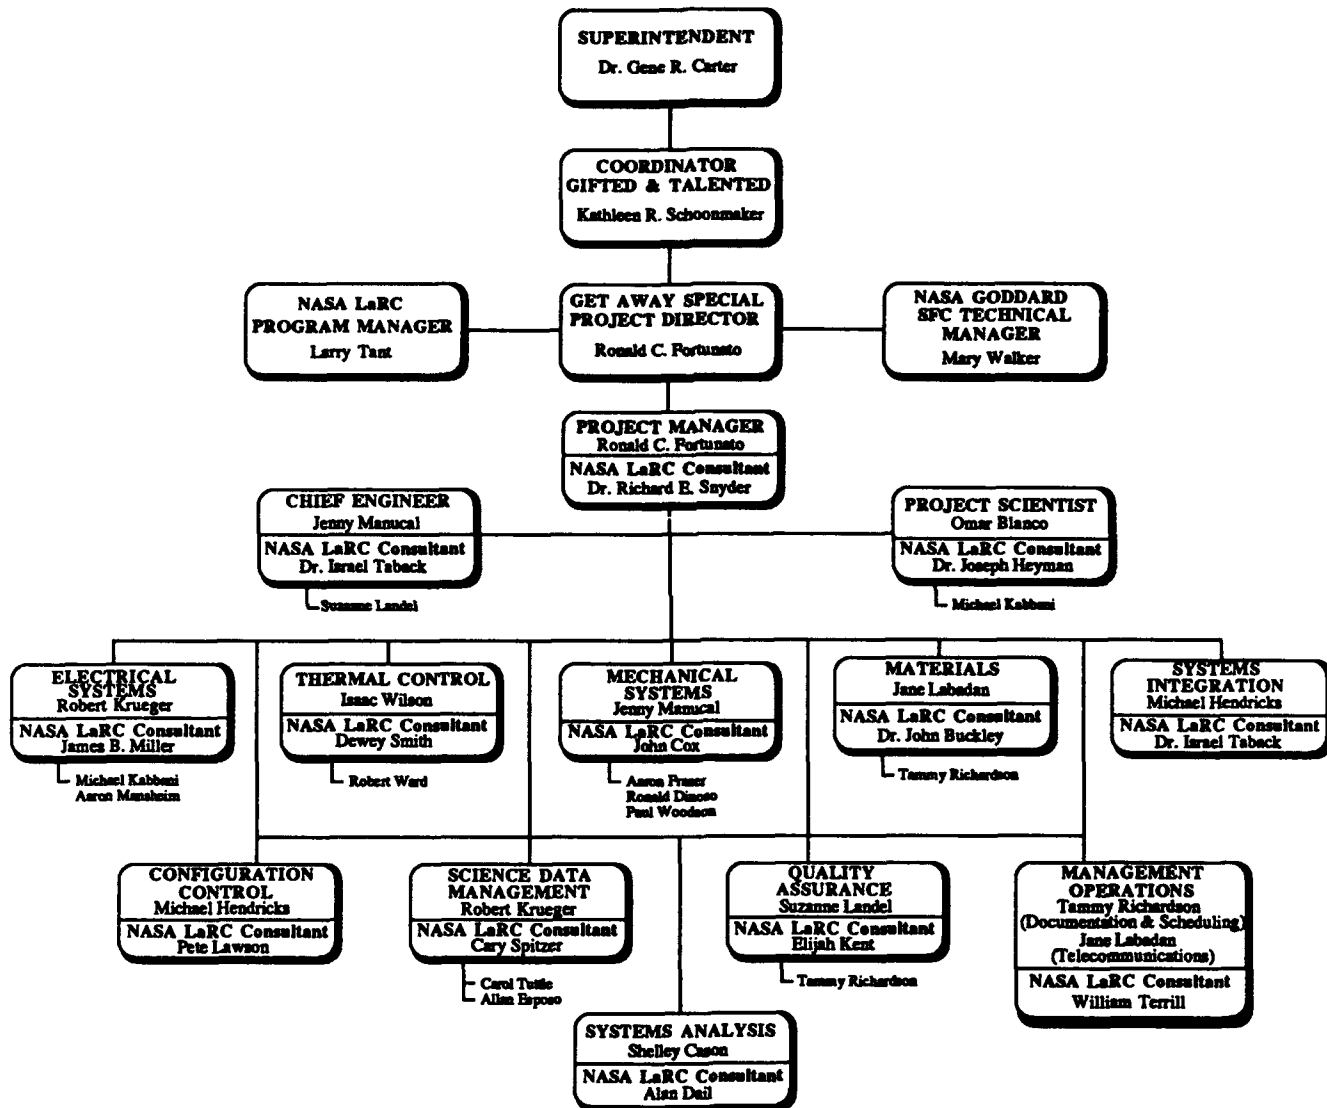 SUPERINTENDENT
Dr. Gene R. Carter
COORDINATOR
GIFTED & TALENTED
Kathleen R. Schoonmaker
NASA LaRC
PROGRAM MANAGER
Larry Tant
GET AWAY SPECIAL
PROJECT DIRECTOR
Ronald C. Fortunato
NASA GODDARD
SFC TECHNICAL
MANAGER
Mary Walker
PROJECT MANAGER
Ronald C. Fortunato
NASA LaRC Consultant
Dr. Richard E. Snyder
CHIEF ENGINEER
Jenny Manucal
NASA LaRC Consultant
Dr. Israel Taback
Suzanne Landel
PROJECT SCIENTIST
Omar Blanco
NASA LaRC Consultant
Dr. Joseph Heyman
Michael Kabbani
ELECTRICAL
SYSTEMS
Robert Krueger
NASA LaRC Consultant
James B. Miller
Michael Kabbani
Aaron Mansheim
THERMAL CONTROL
Isaac Wilson
NASA LaRC Consultant
Dewey Smith
Robert Ward
MECHANICAL
SYSTEMS
Jenny Manucal
NASA LaRC Consultant
John Cox
Aaron Fraser
Ronald Dinoso
Paul Woodson
MATERIALS
Jane Labadan
NASA LaRC Consultant
Dr. John Buckley
Tammy Richardson
SYSTEMS
INTEGRATION
Michael Hendricks
NASA LaRC Consultant
Dr. Israel Taback
CONFIGURATION
CONTROL
Michael Hendricks
NASA LaRC Consultant
Pete Lawson
SCIENCE DATA
MANAGEMENT
Robert Krueger
NASA LaRC Consultant
Cary Spitzer
Carol Tuttle
Allan Esposo
QUALITY
ASSURANCE
Suzanne Landel
NASA LaRC Consultant
Elijah Kent
Tammy Richardson
MANAGEMENT
OPERATIONS
Tammy Richardson
(Documentation & Scheduling)
Jane Labadan
(Telecommunications)
NASA LaRC Consultant
William Terrill
SYSTEMS ANALYSIS
Shelley Cason
NASA LaRC Consultant
Alan Dail